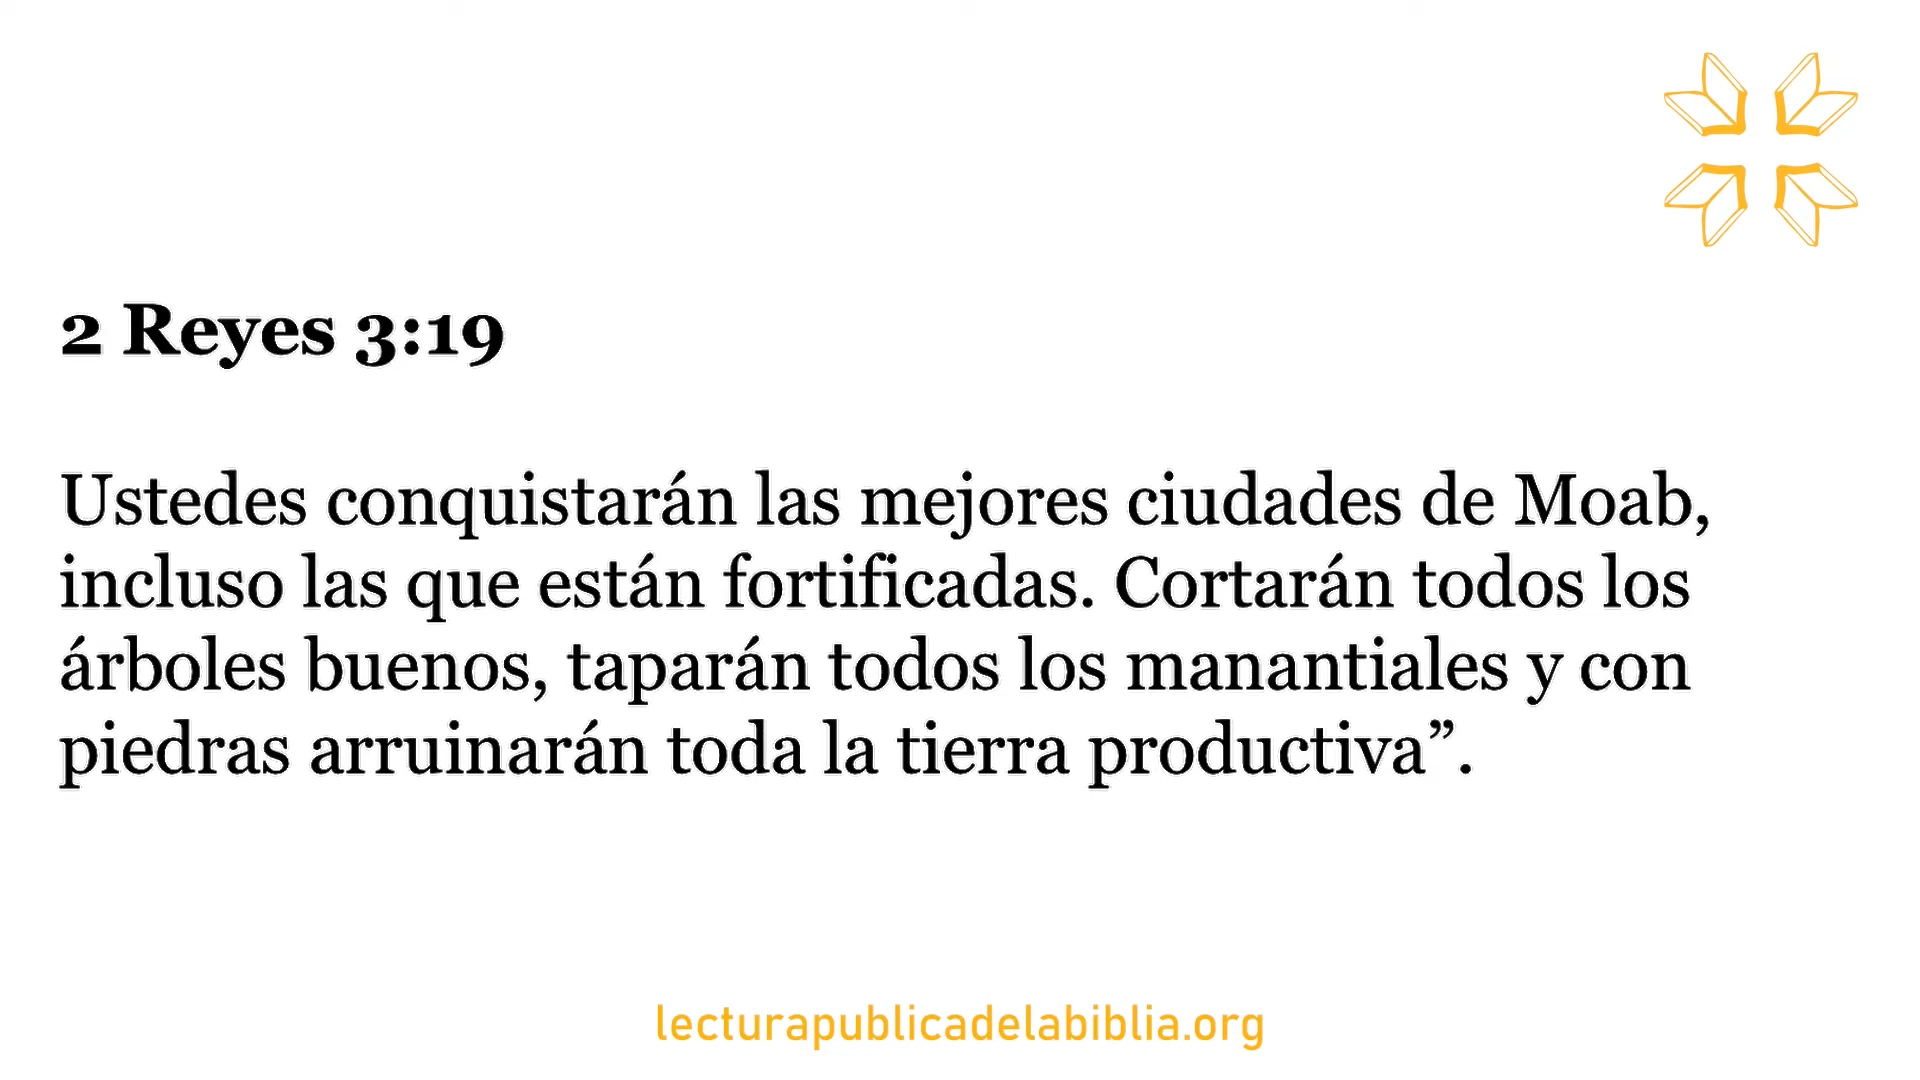 2 Reyes 3:19
Ustedes conquistarán las mejores ciudades de Moab,
incluso las que están fortificadas. Cortarán todos los
árboles buenos, taparán todos los manantiales y con
piedras arruinarán toda la tierra productiva”.
lecturapublicadelabiblia.org